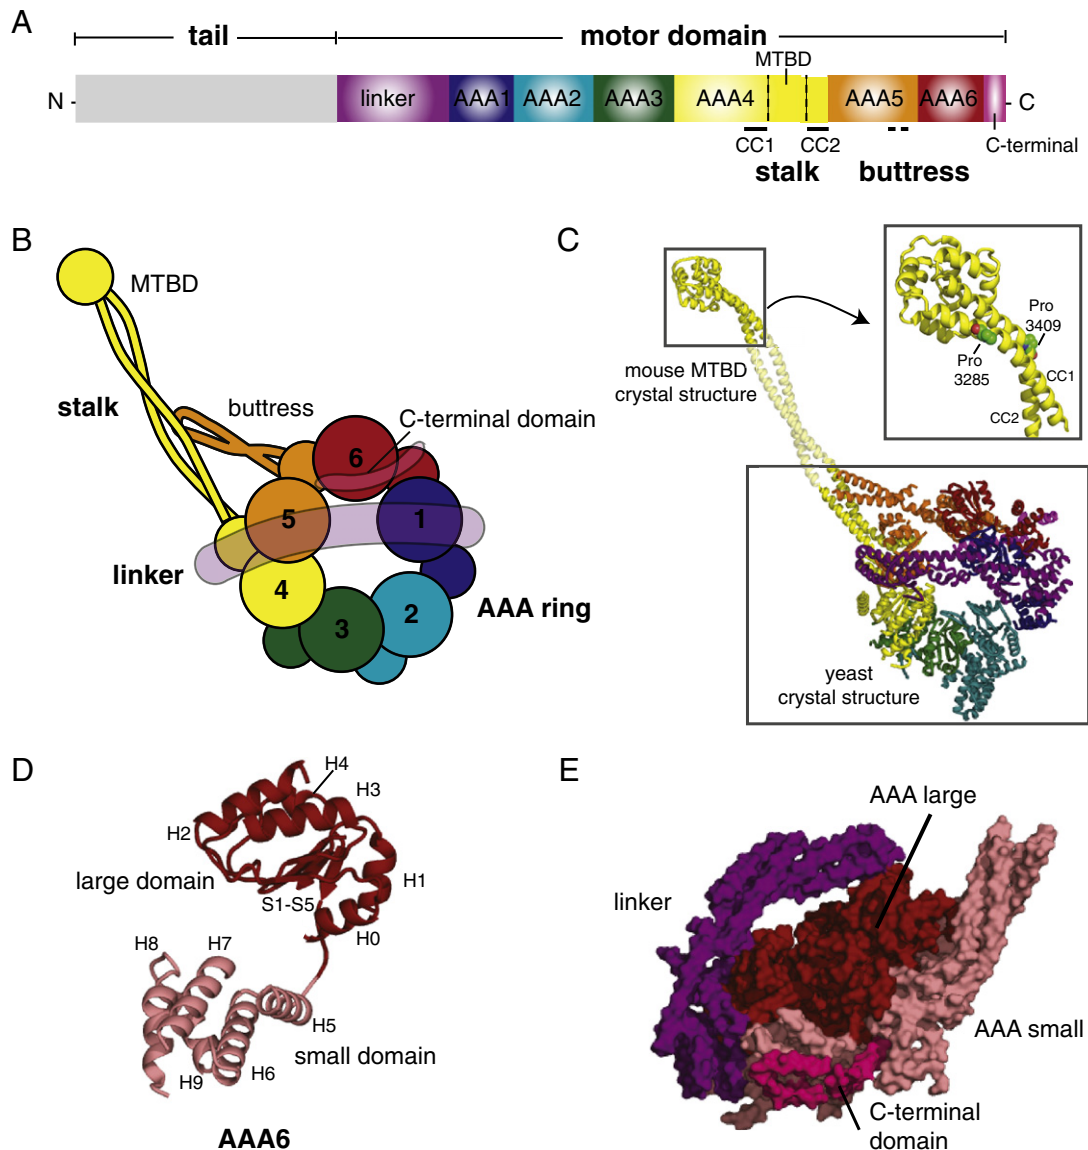 A
tail
motor domain
MTBD
N
linker
AAA1
AAA2
AAA3
AAA4
AAA5
AAA6
C
CC1
CC2
C-terminal
stalk
buttress
B
MTBD
stalk
buttress
C-terminal domain
6
5
1
linker
4
AAA ring
2
3
C
Pro
3409
Pro
3285
CC1
CC2
mouse MTBD
crystal structure
yeast
crystal structure
D
H4
H3
H2
large domain
H1
S1-S5
H0
H8
H7
H5
small domain
H6
H9
AAA6
E
AAA large
linker
AAA small
C-terminal
domain